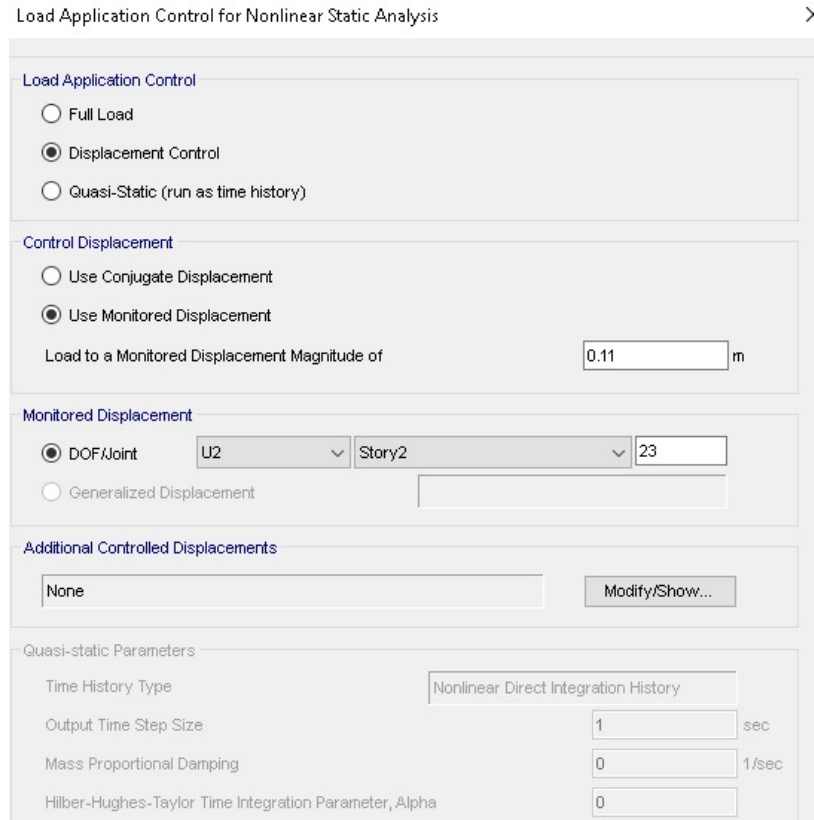 Load Application Control for Nonlinear Static Analysis
Load Application Control
Full Load
Displacement Control
Quasi-Static (run as time history)
Control Displacement
Use Conjugate Displacement
Use Monitored Displacement
Load to a Monitored Displacement Magnitude of 0.11 m
Monitored Displacement
DOF/Joint U2 Story2 23
Generalized Displacement
Additional Controlled Displacements
None Modify/Show...
Quasi-static Parameters
Time History Type Nonlinear Direct Integration History
Output Time Step Size 1 sec
Mass Proportional Damping 0 1/sec
Hilber-Hughes-Taylor Time Integration Parameter, Alpha 0